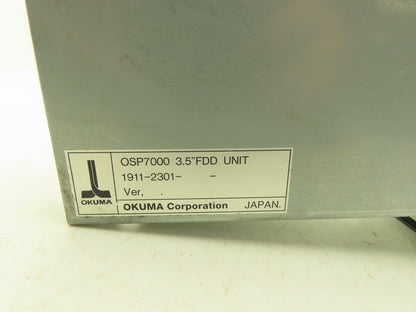 OSP7000 3.5"FDD UNIT
1911-2301- -
Ver, .
OKUMA
OKUMA Corporation JAPAN.